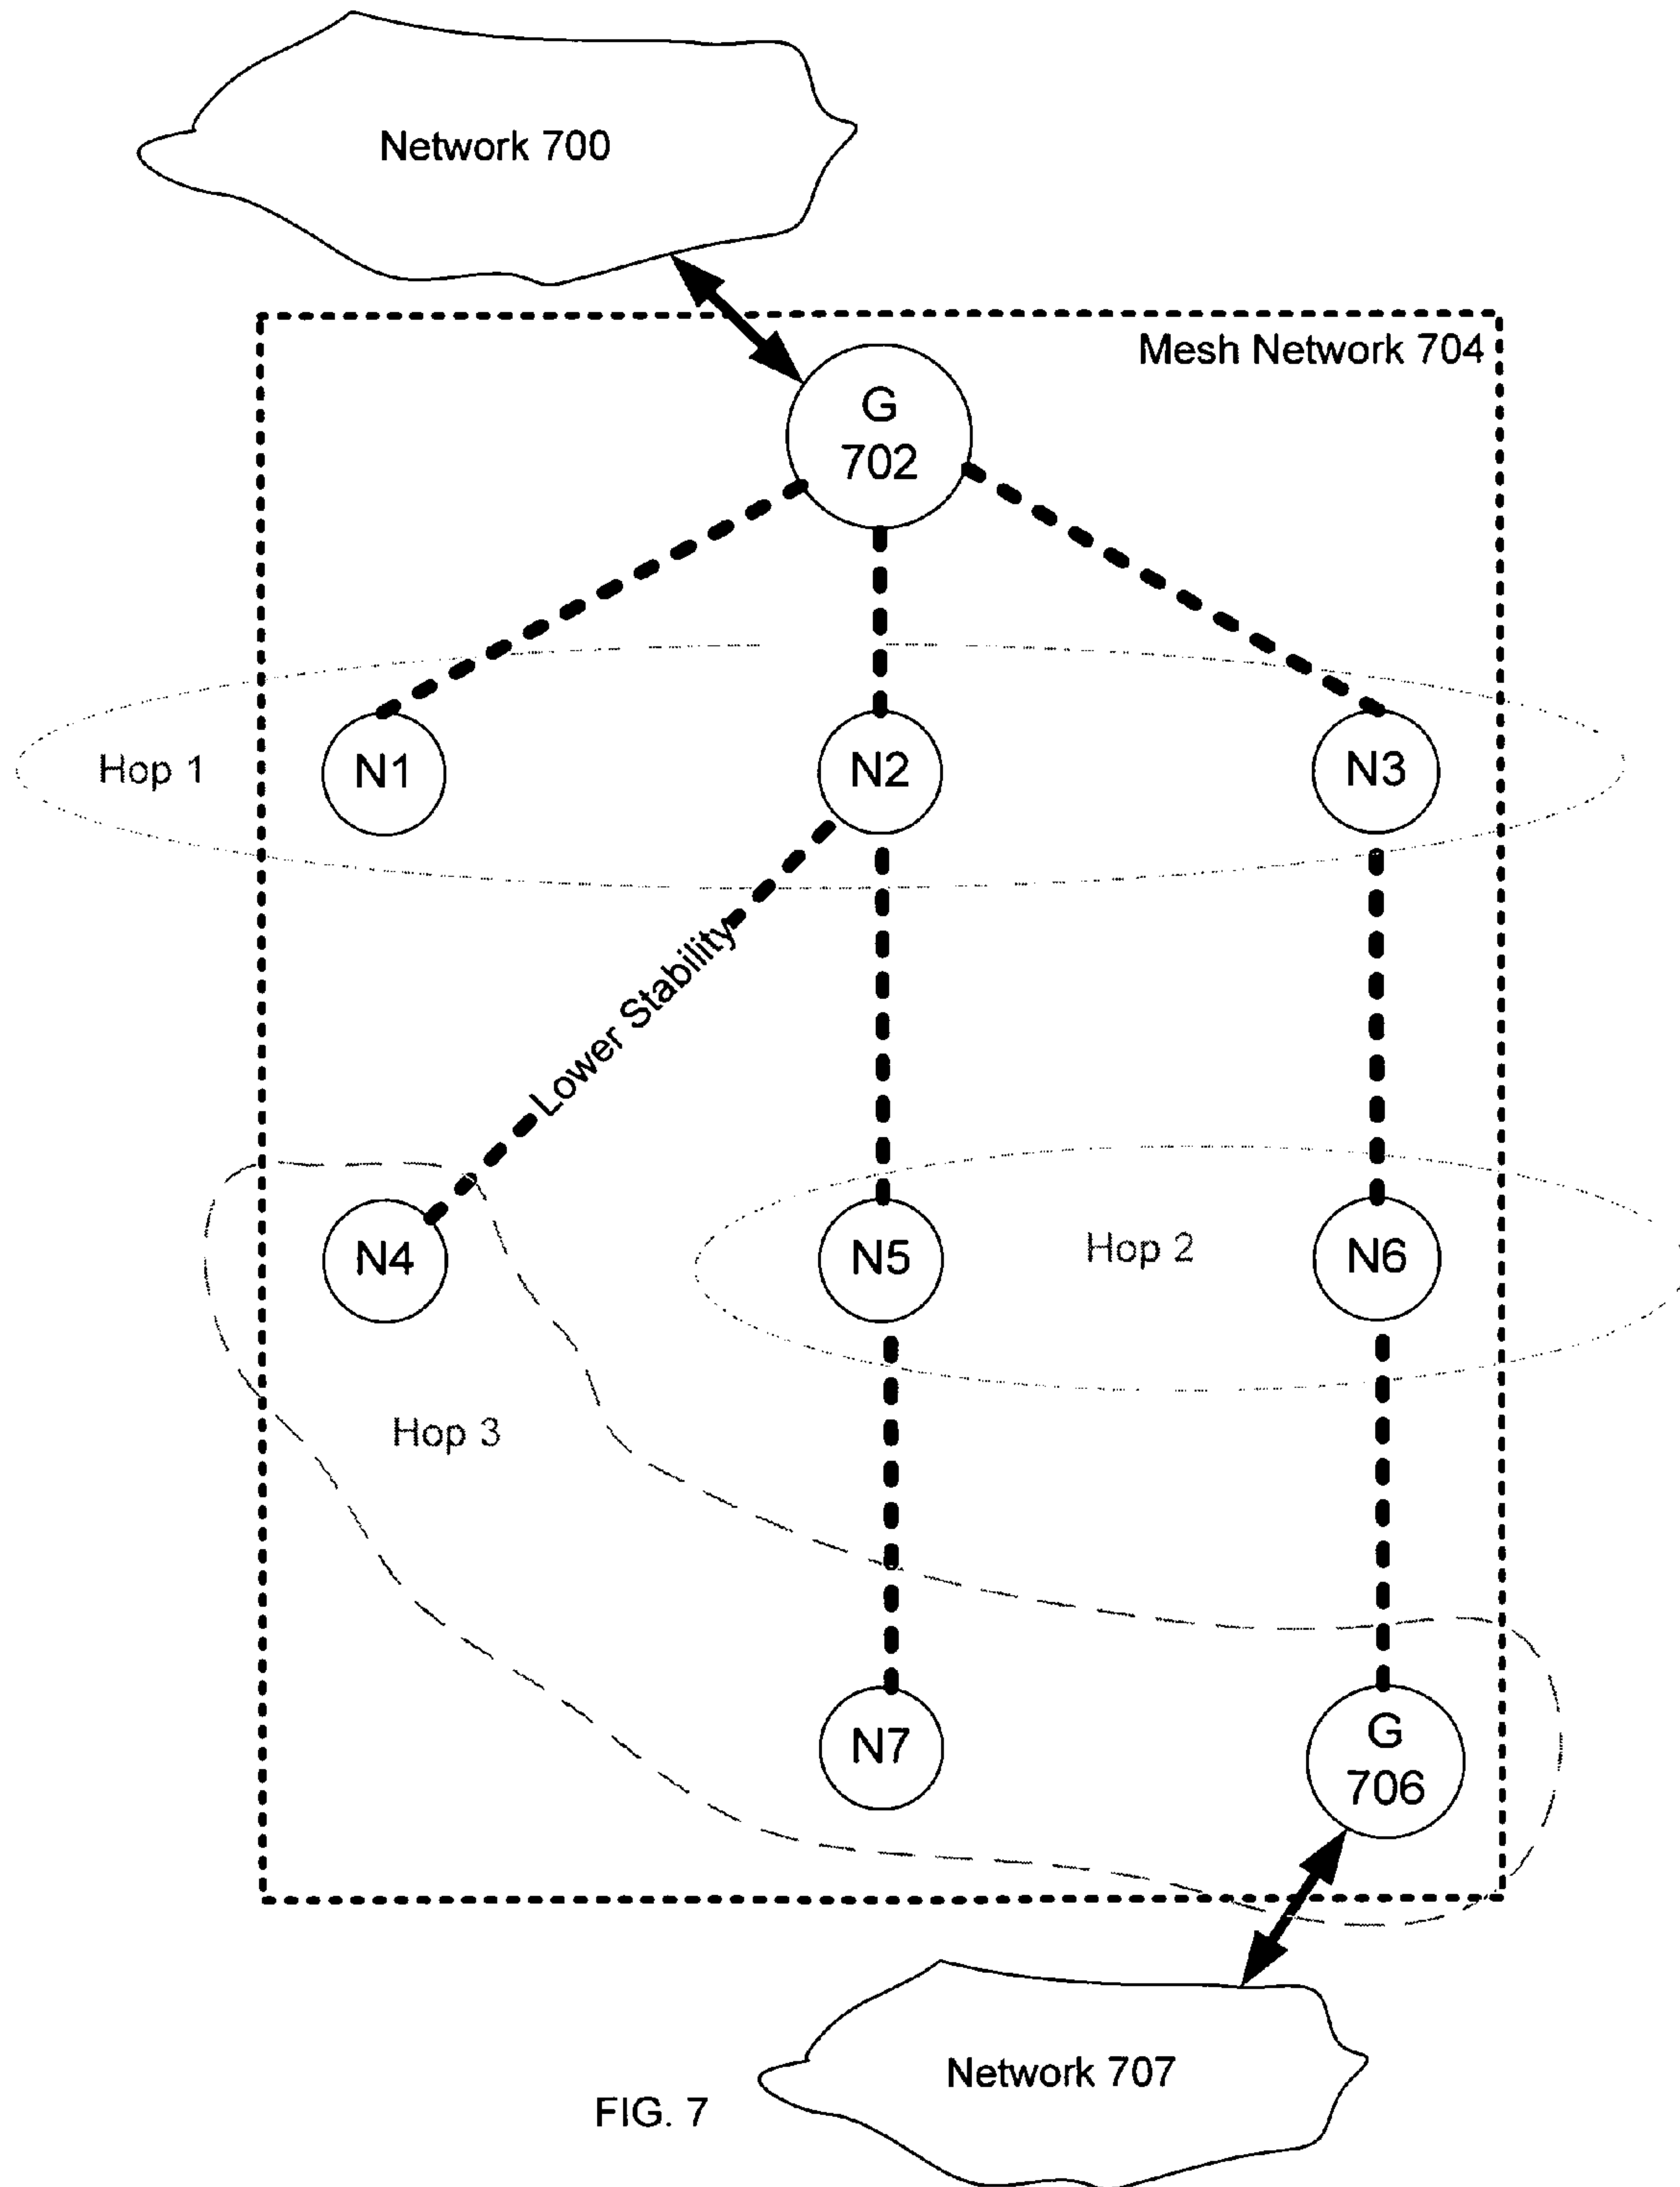 Network 700
Mesh Network 704
G
702
Hop 1
N1
N2
N3
Lower Stability
N4
N5
Hop 2
N6
Hop 3
N7
G
706
Network 707
FIG. 7